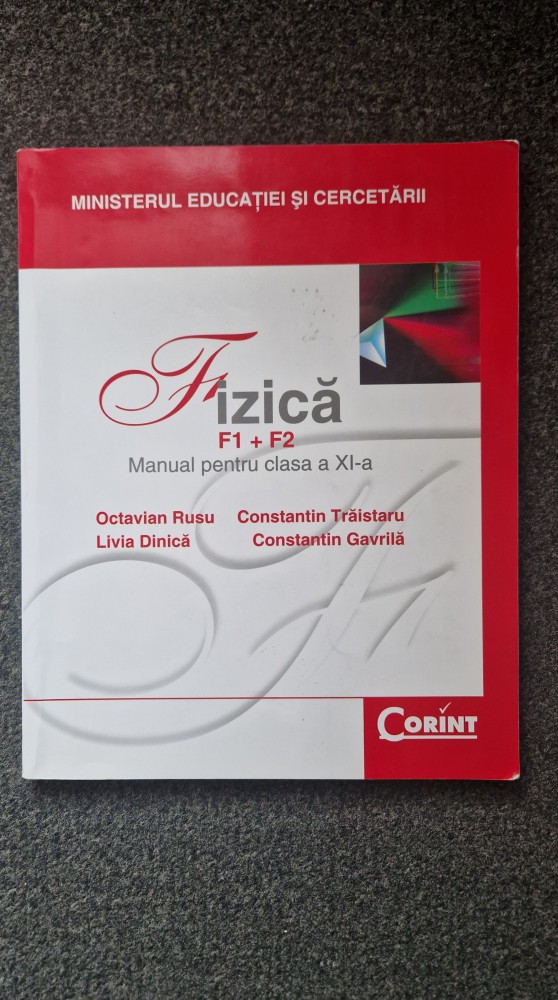 MINISTERUL EDUCAȚIEI ȘI CERCETĂRII
Fizică
F1 + F2
Manual pentru clasa a XI-a
Octavian Rusu Constantin Trăistaru
Livia Dinică Constantin Gavrilă
CORINT